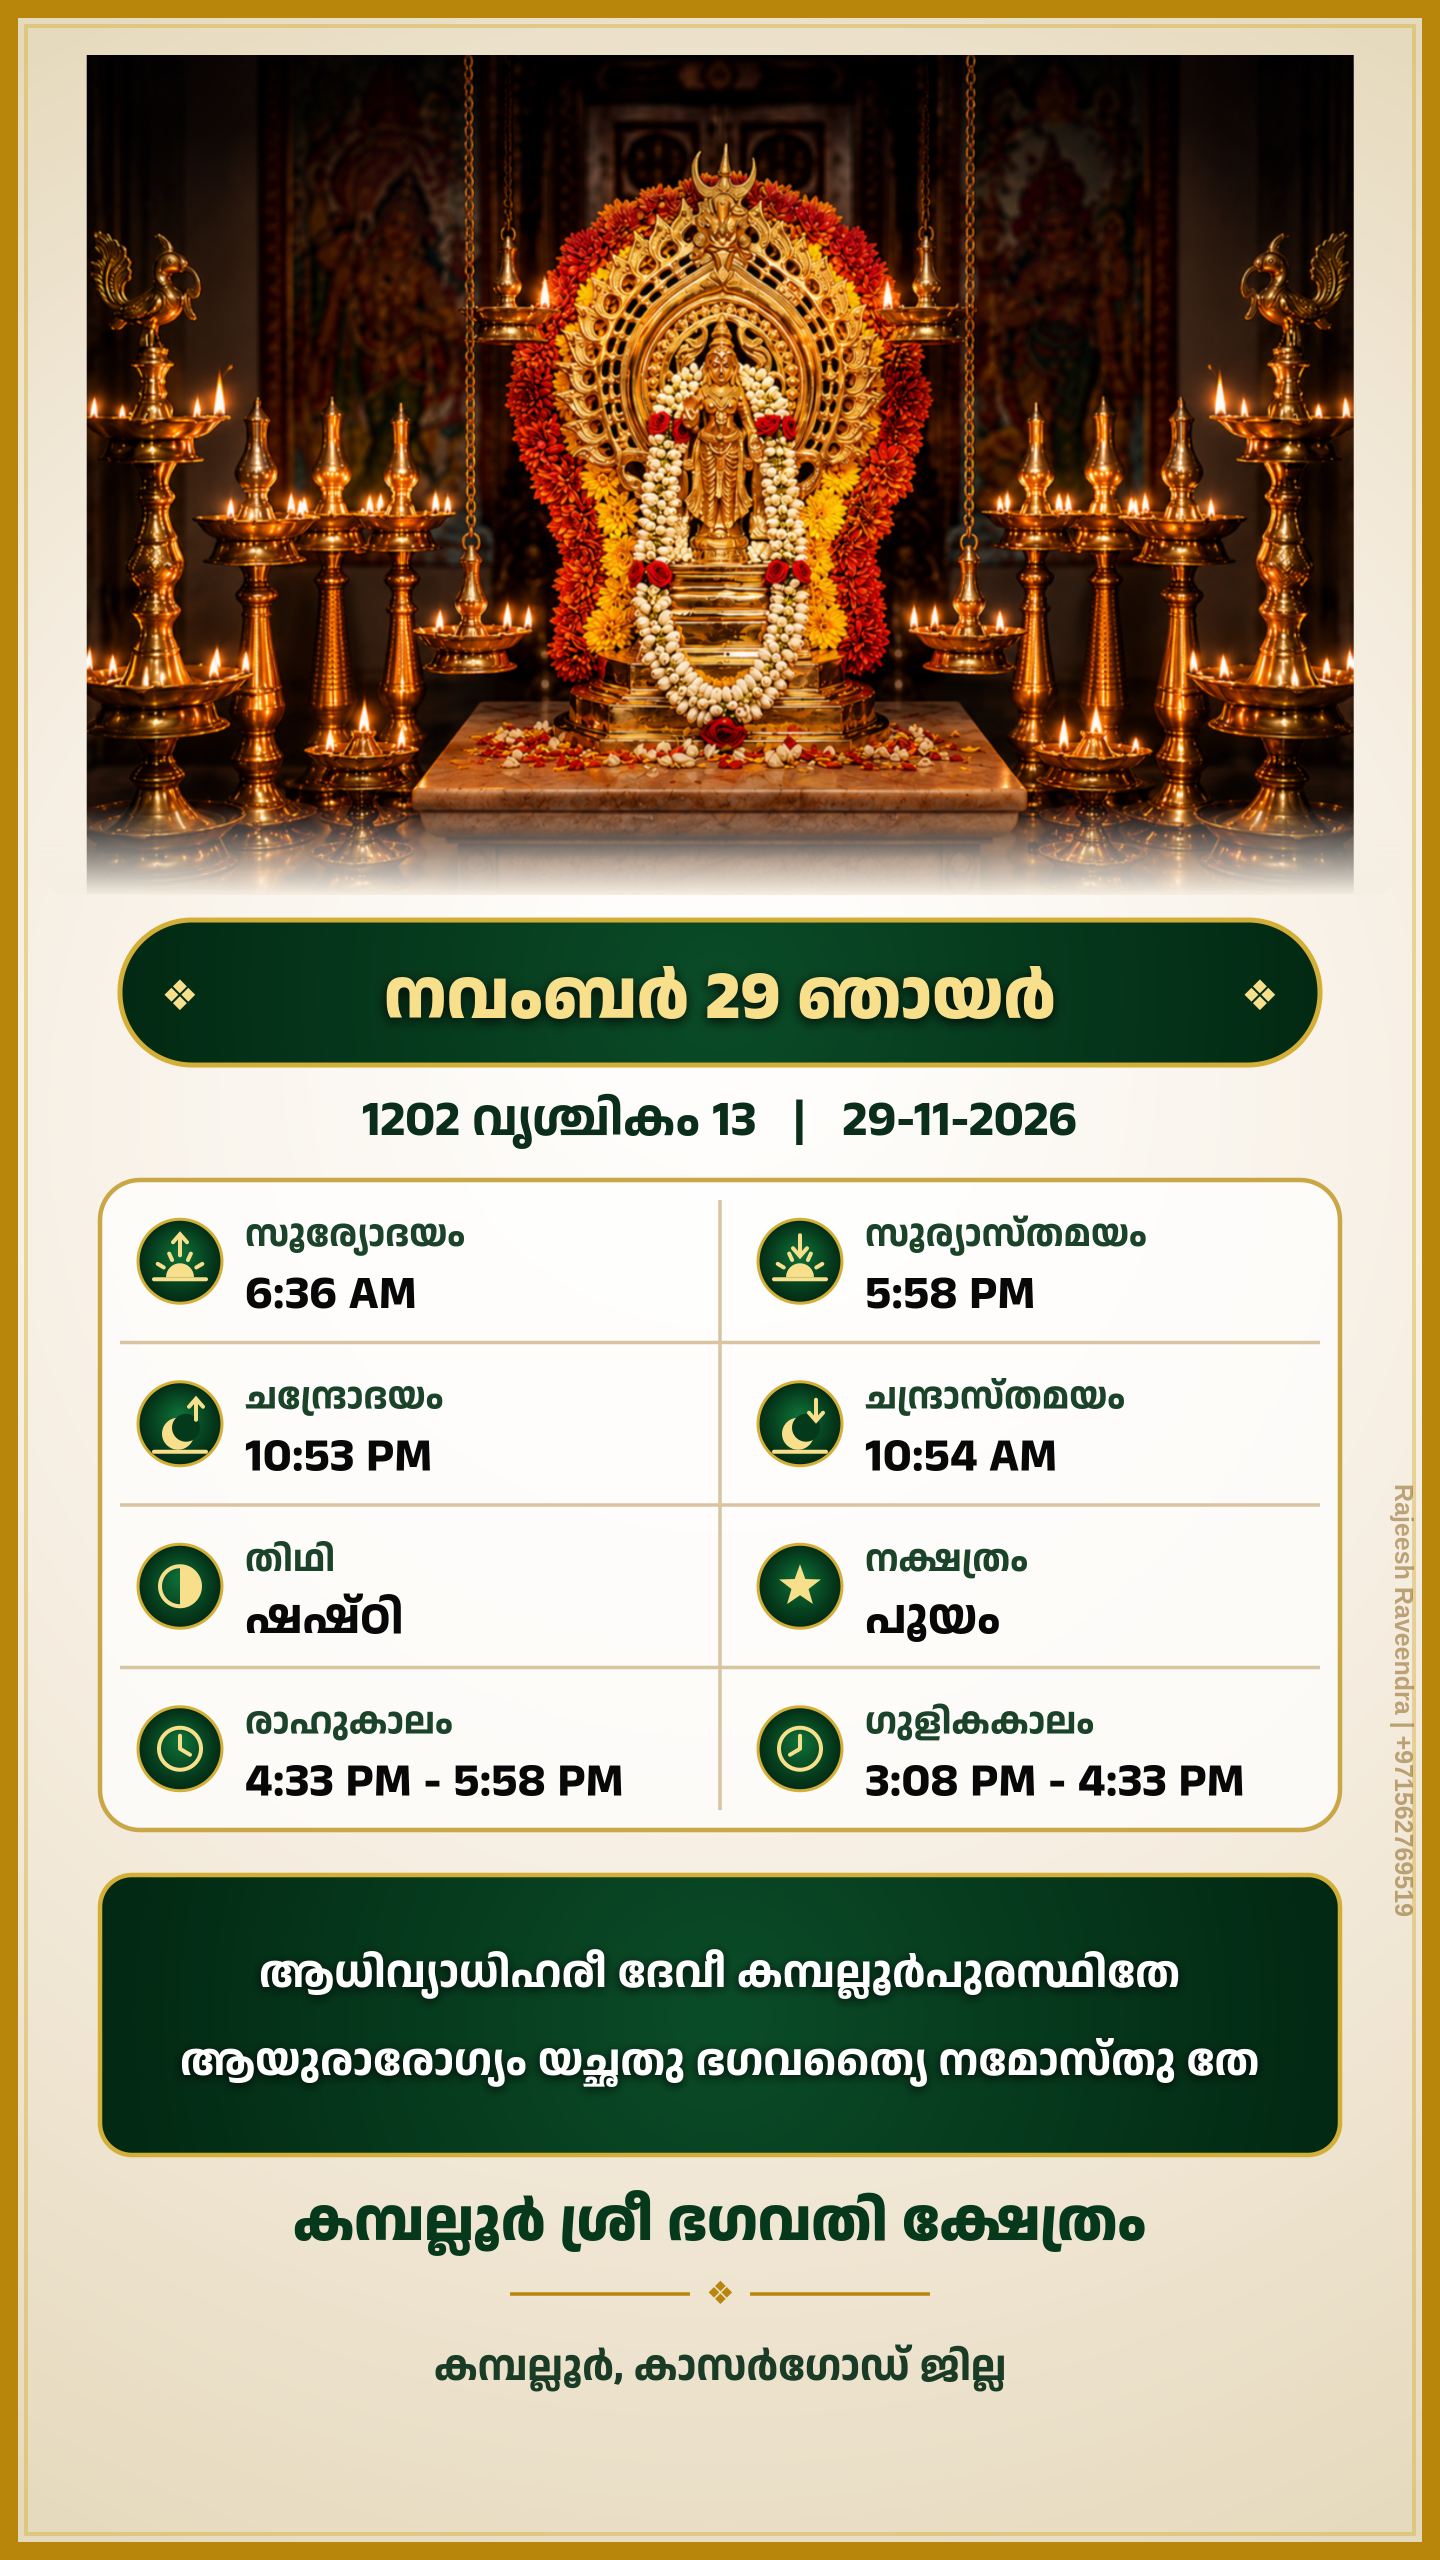 നവംബർ 29 ഞായർ
1202 വൃശ്ചികം 13 | 29-11-2026
സൂര്യോദയം
6:36 AM
സൂര്യാസ്തമയം
5:58 PM
ചന്ദ്രോദയം
10:53 PM
ചന്ദ്രാസ്തമയം
10:54 AM
തിഥി
ഷഷ്ഠി
നക്ഷത്രം
പൂയം
രാഹുകാലം
4:33 PM - 5:58 PM
ഗുളികകാലം
3:08 PM - 4:33 PM
ആധിവ്യാധിഹരീ ദേവീ കമ്പല്ലൂർപുരസ്ഥിതേ
ആയുരാരോഗ്യം യച്ഛതു ഭഗവത്യൈ നമോസ്തു തേ
കമ്പല്ലൂർ ശ്രീ ഭഗവതി ക്ഷേത്രം
കമ്പല്ലൂർ, കാസർഗോഡ് ജില്ല
Rajeesh Raveendra | +971562769519